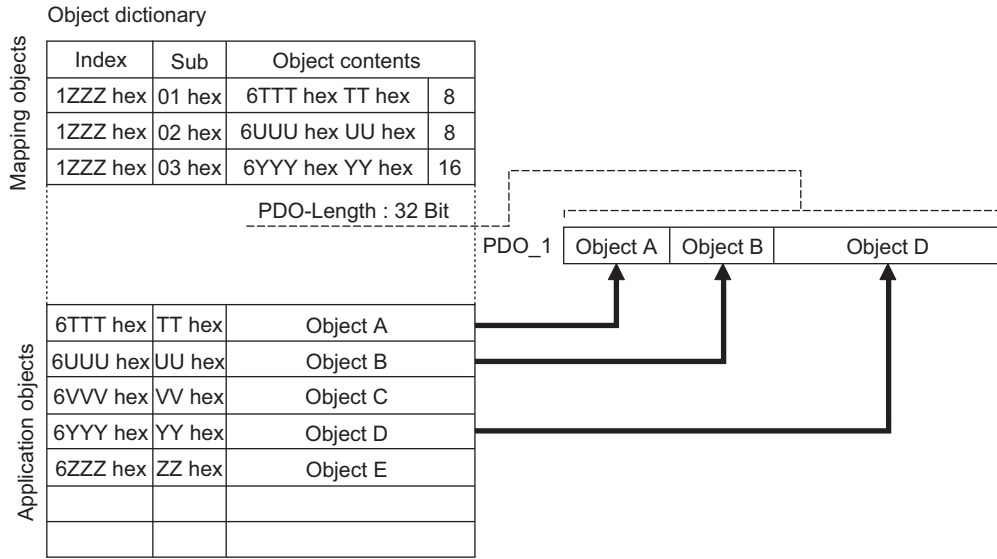 Object dictionary
Mapping objects
Index Sub Object contents
1ZZZ hex 01 hex 6TTT hex TT hex 8
1ZZZ hex 02 hex 6UUU hex UU hex 8
1ZZZ hex 03 hex 6YYY hex YY hex 16
PDO-Length : 32 Bit
PDO_1 Object A Object B Object D
Application objects
6TTT hex TT hex Object A
6UUU hex UU hex Object B
6VVV hex VV hex Object C
6YYY hex YY hex Object D
6ZZZ hex ZZ hex Object E